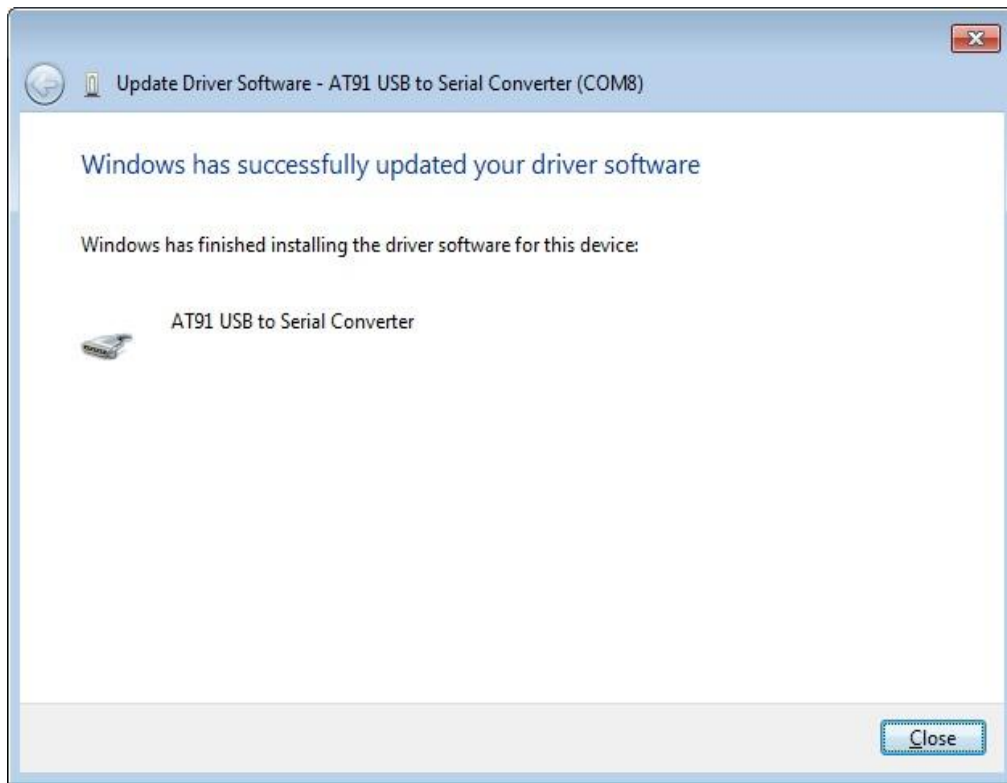 Update Driver Software - AT91 USB to Serial Converter (COM8)
Windows has successfully updated your driver software
Windows has finished installing the driver software for this device:
AT91 USB to Serial Converter
Close